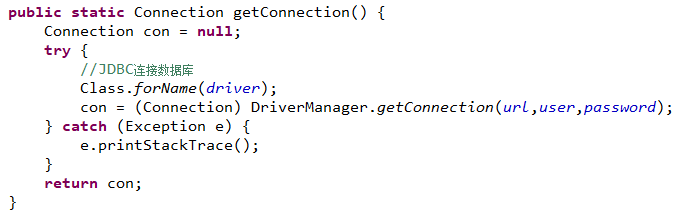 public static Connection getConnection() {
    Connection con = null;
    try {
        //JDBC连接数据库
        Class.forName(driver);
        con = (Connection) DriverManager.getConnection(url,user,password);
    } catch (Exception e) {
        e.printStackTrace();
    }
    return con;
}